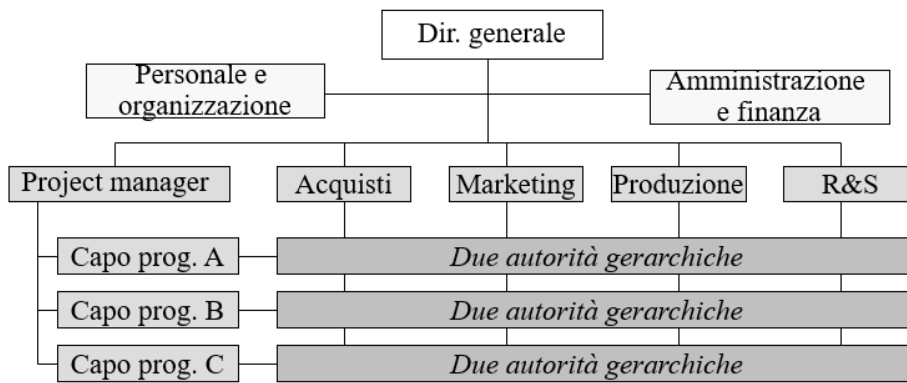 Dir. generale
Personale e
organizzazione
Amministrazione
e finanza
Project manager
Acquisti
Marketing
Produzione
R&S
Capo prog. A
Due autorità gerarchiche
Capo prog. B
Due autorità gerarchiche
Capo prog. C
Due autorità gerarchiche